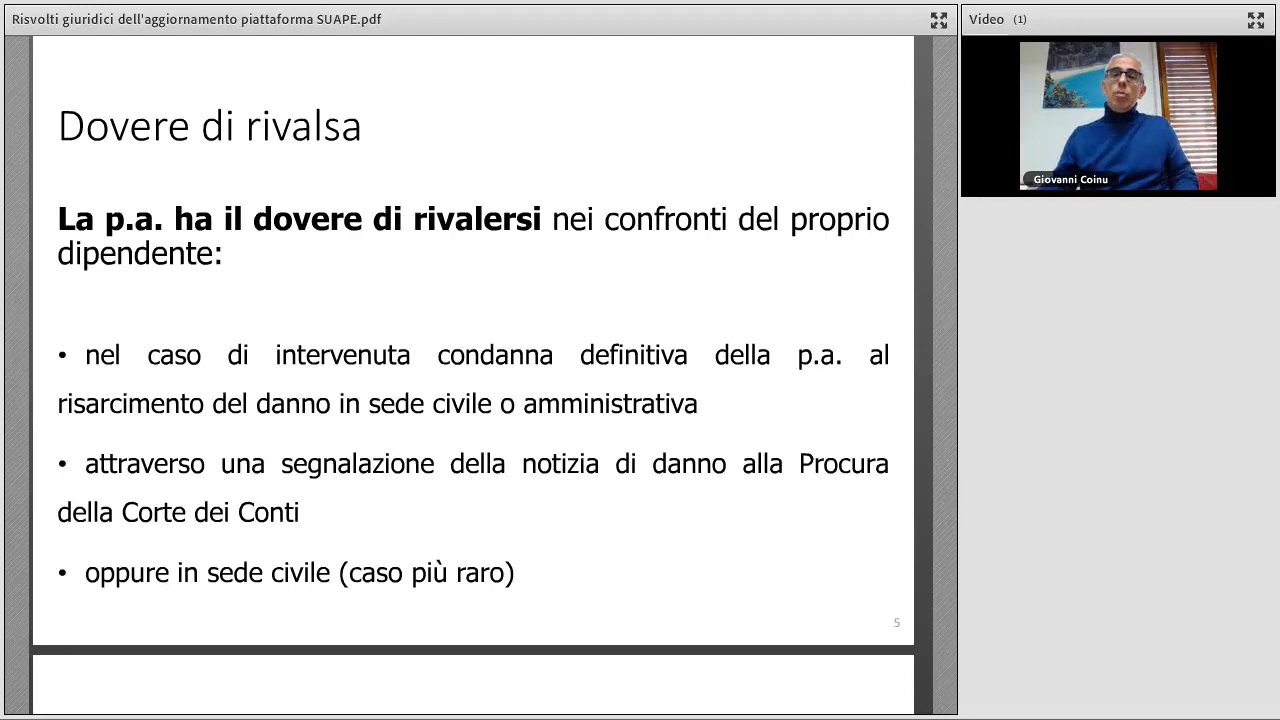 Risvolti giuridici dell'aggiornamento piattaforma SUAPE.pdf
Video (1)
Giovanni Coinu
Dovere di rivalsa
La p.a. ha il dovere di rivalersi nei confronti del proprio
dipendente:
• nel caso di intervenuta condanna definitiva della p.a. al
risarcimento del danno in sede civile o amministrativa
• attraverso una segnalazione della notizia di danno alla Procura
della Corte dei Conti
• oppure in sede civile (caso più raro)
5